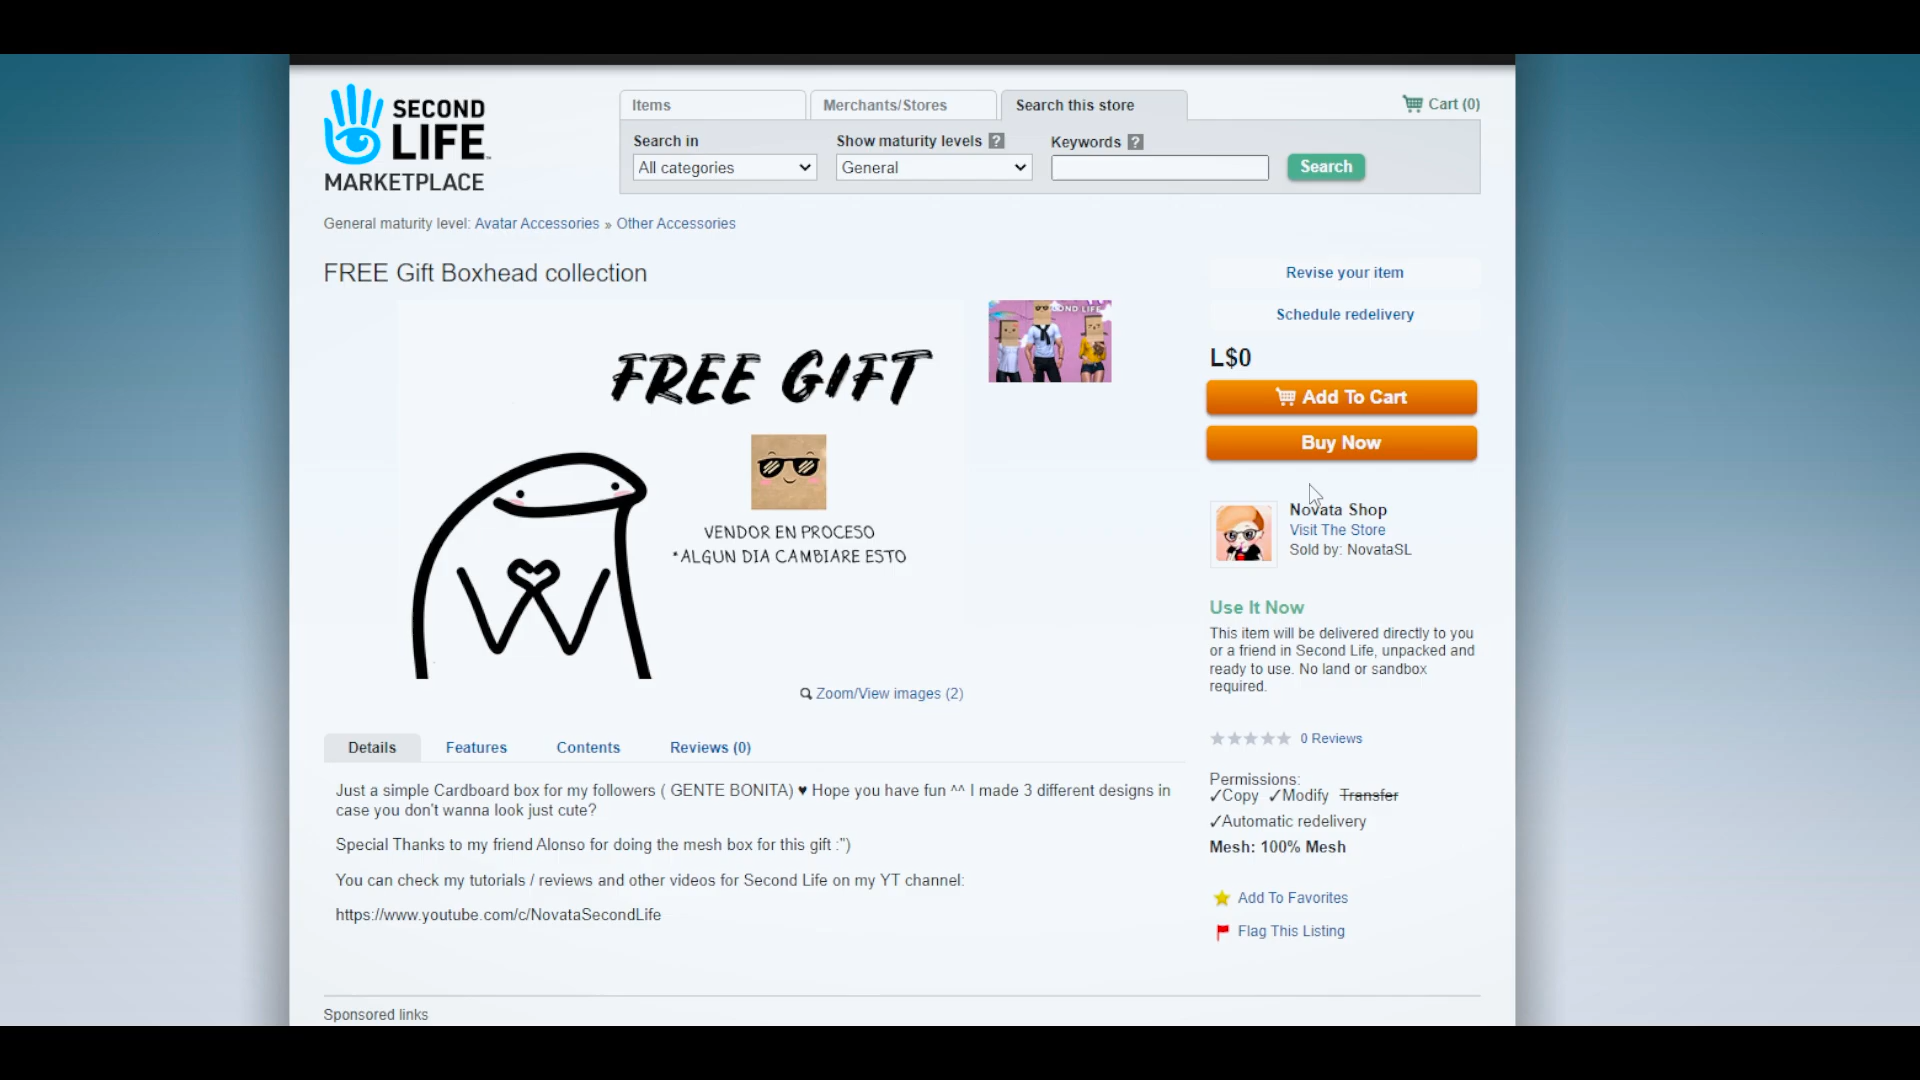 SECOND
LIFE
MARKETPLACE
Items
Merchants/Stores
Search this store
Cart (0)
Search in
Show maturity levels ?
Keywords ?
All categories
General
Search
General maturity level: Avatar Accessories » Other Accessories
FREE Gift Boxhead collection
FREE GIFT
VENDOR EN PROCESO
*ALGUN DIA CAMBIARE ESTO
OND LIFE
Zoom/View images (2)
Revise your item
Schedule redelivery
L$0
Add To Cart
Buy Now
Novata Shop
Visit The Store
Sold by: NovataSL
Use It Now
This item will be delivered directly to you
or a friend in Second Life, unpacked and
ready to use. No land or sandbox
required.
0 Reviews
Permissions:
✓Copy ✓Modify Transfer
✓Automatic redelivery
Mesh: 100% Mesh
Add To Favorites
Flag This Listing
Details
Features
Contents
Reviews (0)
Just a simple Cardboard box for my followers ( GENTE BONITA) ♥ Hope you have fun ^^ I made 3 different designs in
case you don't wanna look just cute?
Special Thanks to my friend Alonso for doing the mesh box for this gift :")
You can check my tutorials / reviews and other videos for Second Life on my YT channel:
https://www.youtube.com/c/NovataSecondLife
Sponsored links